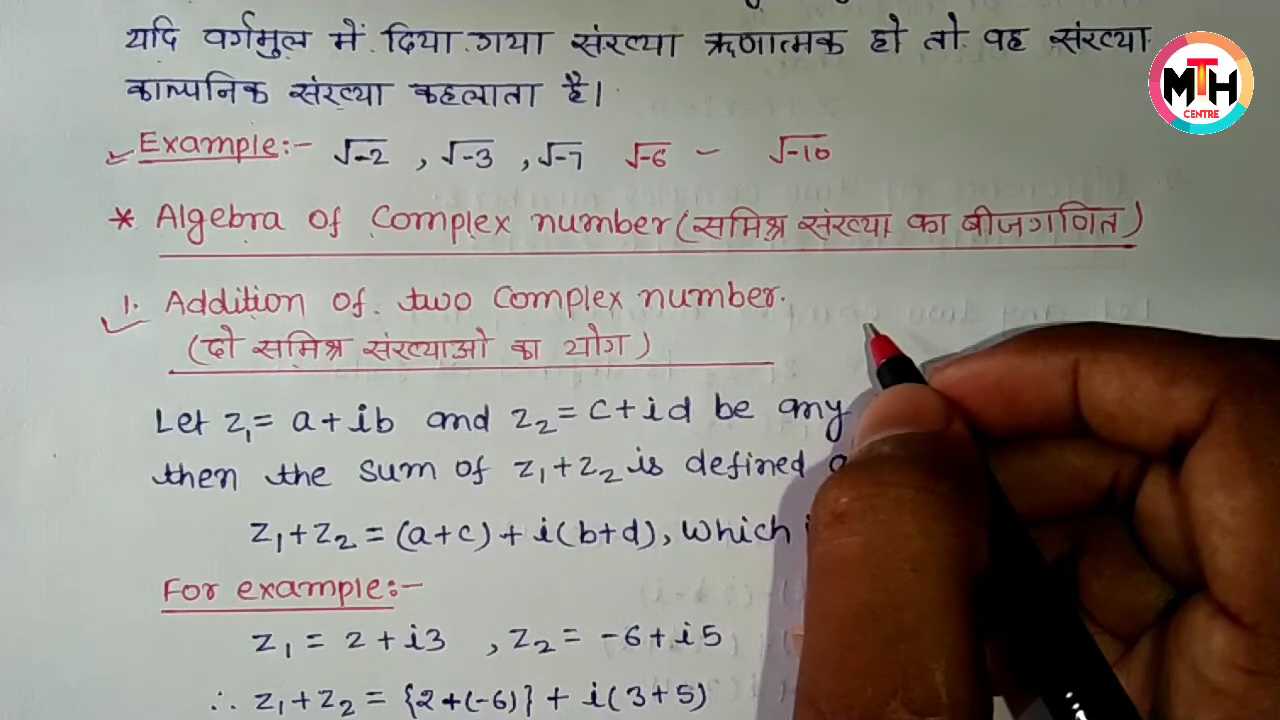 यदि वर्गमुल में दिया गया संख्या ऋणात्मक हो तो वह संख्या
काल्पनिक संख्या कहलाता है।
Example:- √-2 , √-3 , √-7 √-6 - √-10
* Algebra of Complex number (समिश्र संख्या का बीजगणित)
1. Addition of two complex number.
(दो समिश्र संख्याओ का योग)
Let z₁ = a + ib and z₂ = c + id be any
then the sum of z₁ + z₂ is defined
z₁ + z₂ = (a+c) + i(b+d), which
For example:-
z₁ = 2 + i3 , z₂ = -6 + i5
∴ z₁ + z₂ = {2 + (-6)} + i(3+5)
MTH
CENTRE